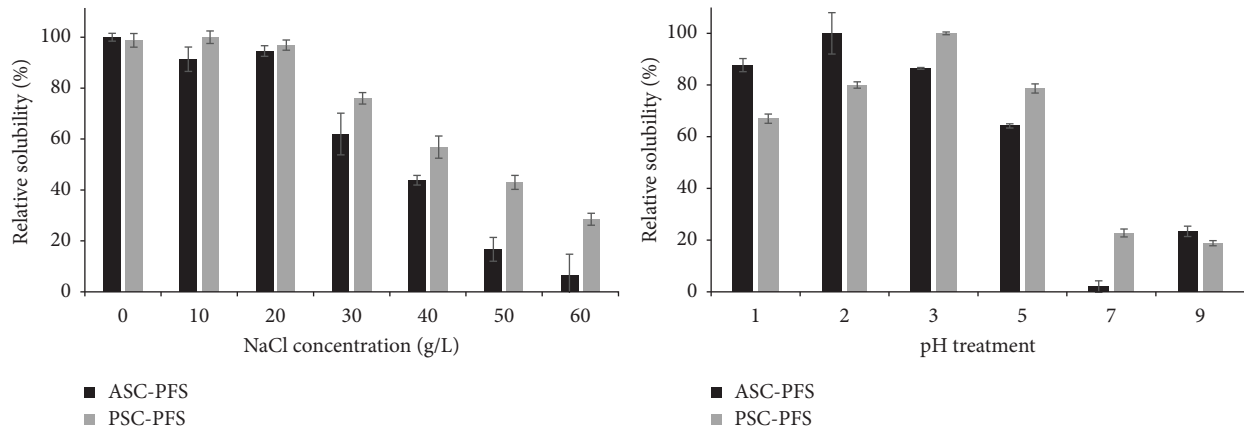 Relative solubility (%)
100
80
60
40
20
0
0 10 20 30 40 50 60
NaCl concentration (g/L)
ASC-PFS
PSC-PFS
Relative solubility (%)
100
80
60
40
20
0
1 2 3 5 7 9
pH treatment
ASC-PFS
PSC-PFS